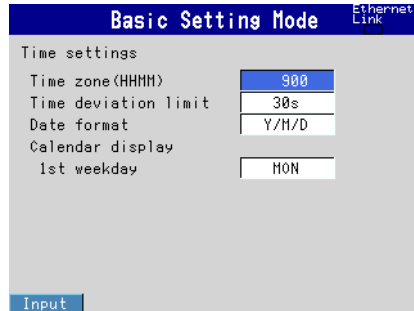 Basic Setting Mode
Ethernet
Link
Time settings
Time zone(HHMM) 900
Time deviation limit 30s
Date format Y/M/D
Calendar display
1st weekday MON
Input